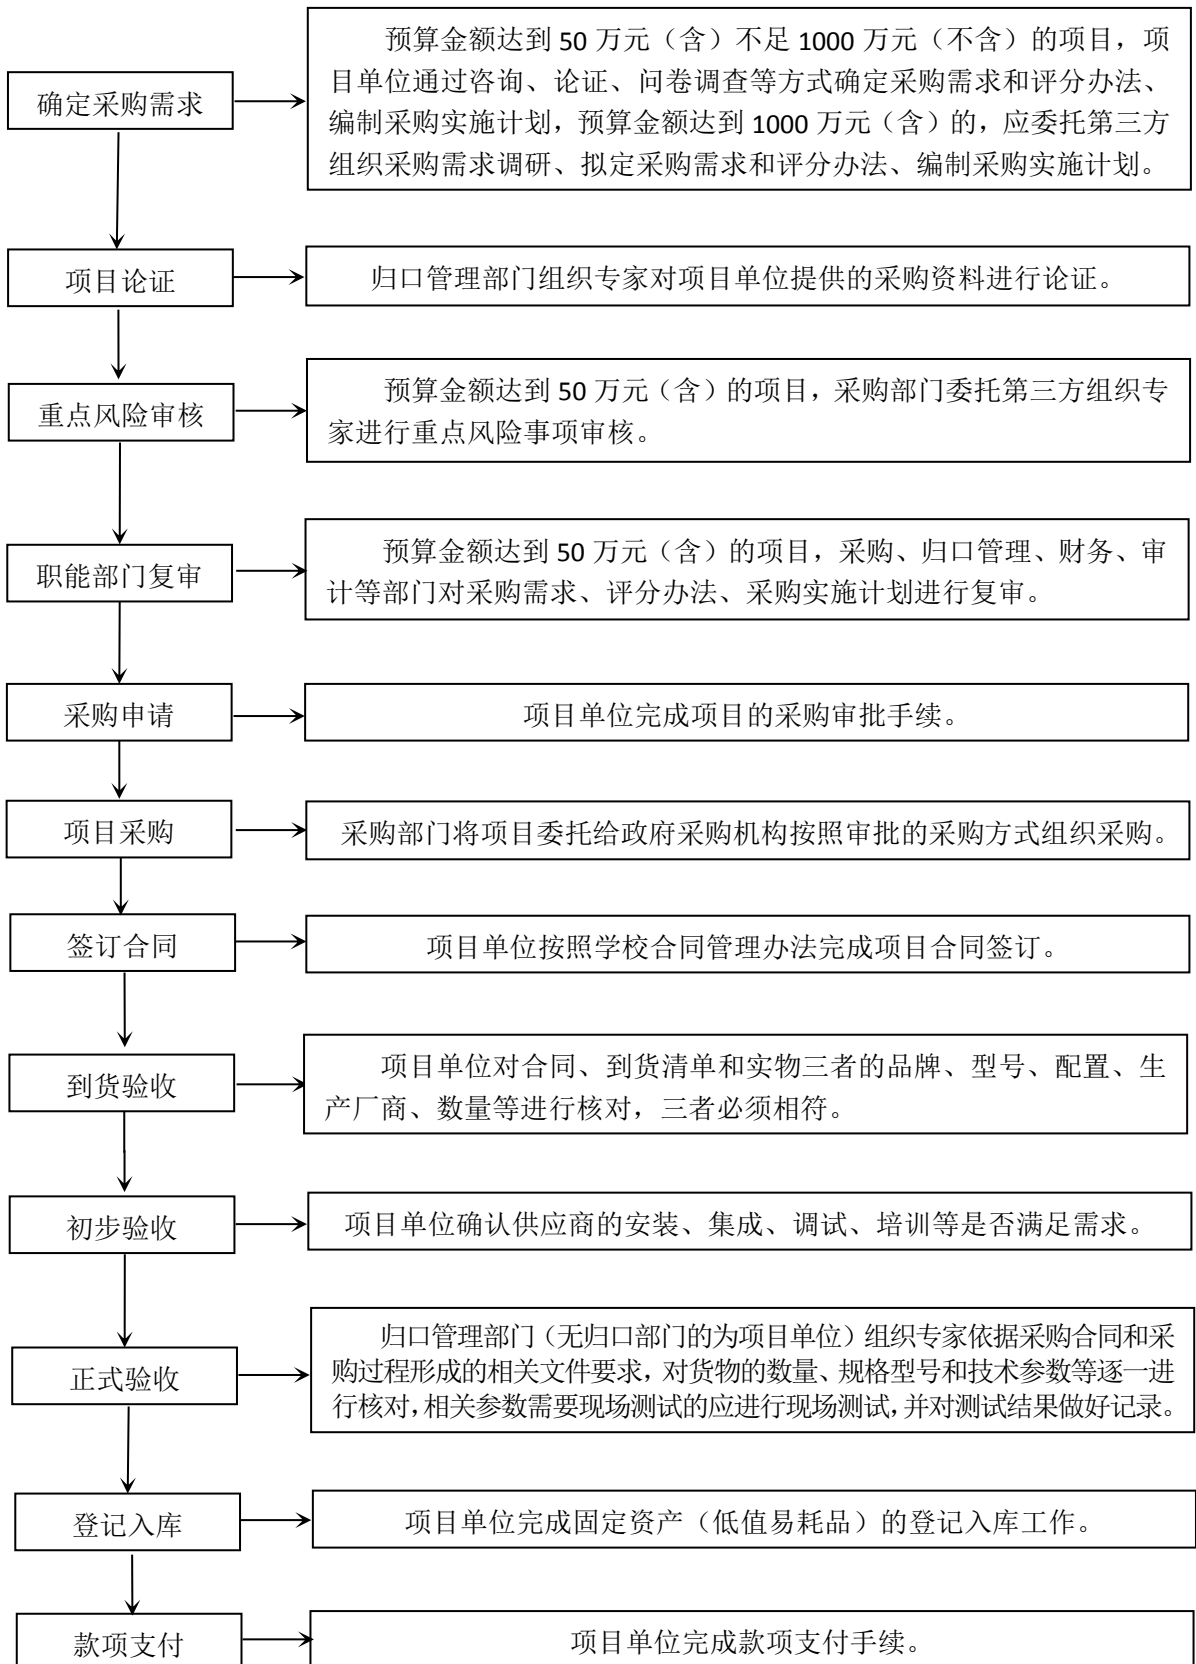 确定采购需求
预算金额达到 50 万元（含）不足 1000 万元（不含）的项目，项
目单位通过咨询、论证、问卷调查等方式确定采购需求和评分办法、
编制采购实施计划，预算金额达到 1000 万元（含）的，应委托第三方
组织采购需求调研、拟定采购需求和评分办法、编制采购实施计划。
项目论证
归口管理部门组织专家对项目单位提供的采购资料进行论证。
重点风险审核
预算金额达到 50 万元（含）的项目，采购部门委托第三方组织专
家进行重点风险事项审核。
职能部门复审
预算金额达到 50 万元（含）的项目，采购、归口管理、财务、审
计等部门对采购需求、评分办法、采购实施计划进行复审。
采购申请
项目单位完成项目的采购审批手续。
项目采购
采购部门将项目委托给政府采购机构按照审批的采购方式组织采购。
签订合同
项目单位按照学校合同管理办法完成项目合同签订。
到货验收
项目单位对合同、到货清单和实物三者的品牌、型号、配置、生
产厂商、数量等进行核对，三者必须相符。
初步验收
项目单位确认供应商的安装、集成、调试、培训等是否满足需求。
正式验收
归口管理部门（无归口部门的为项目单位）组织专家依据采购合同和采
购过程形成的相关文件要求，对货物的数量、规格型号和技术参数等逐一进
行核对，相关参数需要现场测试的应进行现场测试，并对测试结果做好记录。
登记入库
项目单位完成固定资产（低值易耗品）的登记入库工作。
款项支付
项目单位完成款项支付手续。